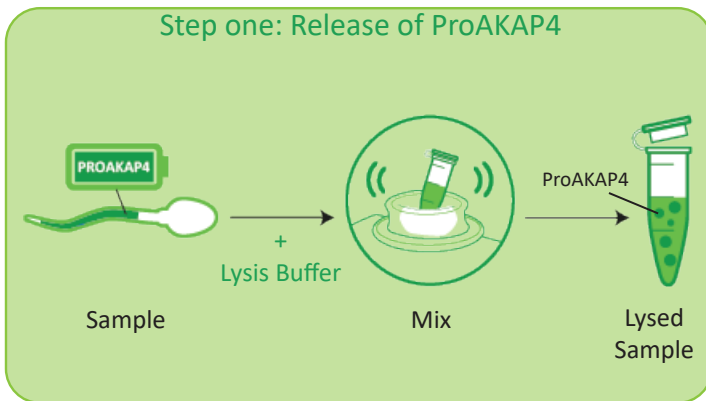 Step one: Release of ProAKAP4
PROAKAP4
ProAKAP4
+
Lysis Buffer
Sample
Mix
Lysed
Sample